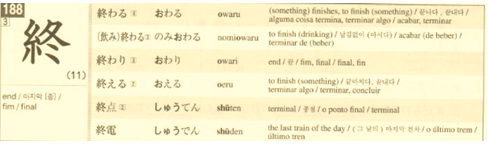 188
3
終
(11)
end / 마지막 [종] /
fim / final
終わる ④ おわる owaru (something) finishes, to finish (something) / 끝나다, 끝내다 /
alguma coisa termina, terminar algo / acabar, terminar
(飲み)終わる③ のみおわる nomiowaru to finish (drinking) / 남김없이 (마시다) / acabar (de beber) /
terminar de (beber)
終わり ③ おわり owari end / 끝 / fim, final / final, fin
終える ② おえる oeru to finish (something) / 끝마치다, 끝내다 /
terminar algo / terminar, concluir
終点 ② しゅうてん shūten terminal / 종점 / o ponto final / terminal
終電 しゅうでん shūden the last train of the day / (그 날의) 마지막 전차 / o último trem /
último tren